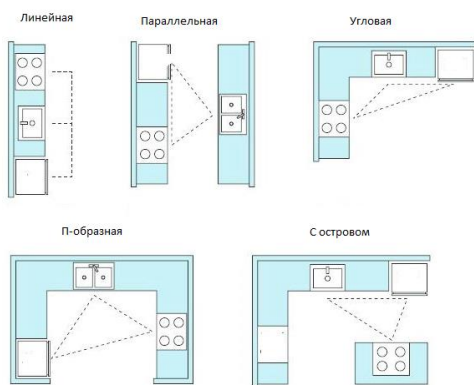 Линейная
Параллельная
Угловая
П-образная
С островом